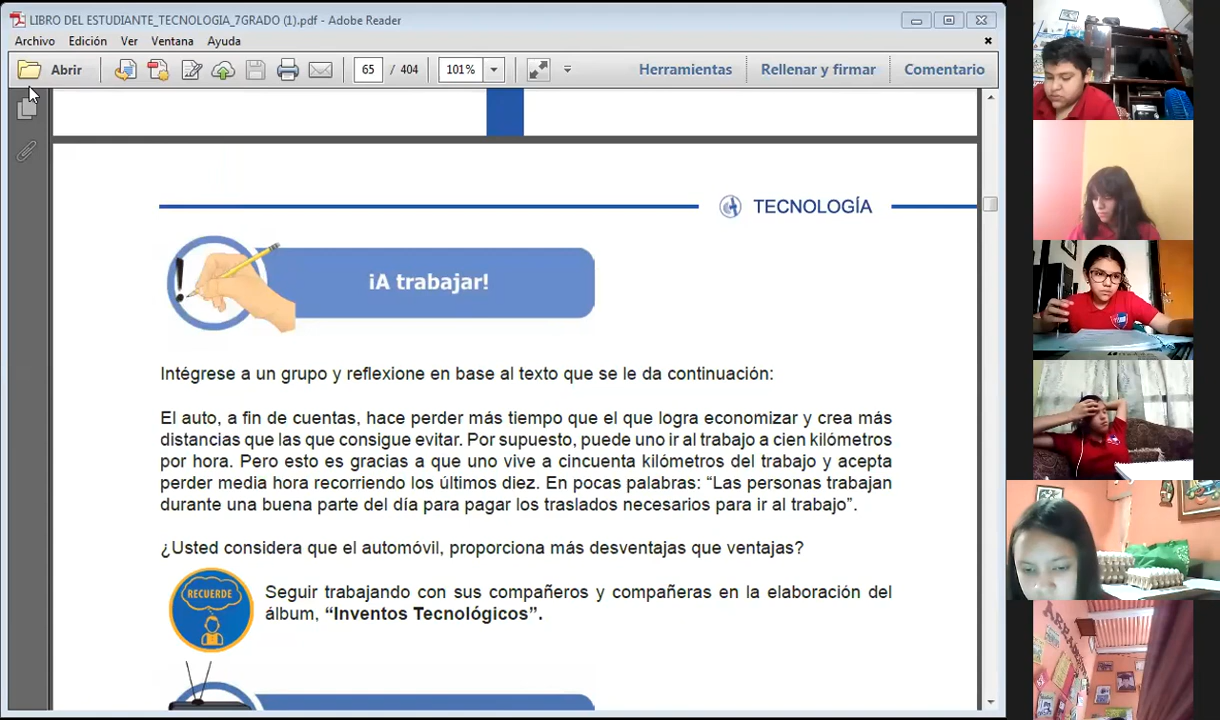 LIBRO DEL ESTUDIANTE_TECNOLOGIA_7GRADO (1).pdf - Adobe Reader
Archivo Edición Ver Ventana Ayuda
Abrir 65 / 404 101% Herramientas Rellenar y firmar Comentario
TECNOLOGÍA
¡A trabajar!
Intégrese a un grupo y reflexione en base al texto que se le da continuación:
El auto, a fin de cuentas, hace perder más tiempo que el que logra economizar y crea más
distancias que las que consigue evitar. Por supuesto, puede uno ir al trabajo a cien kilómetros
por hora. Pero esto es gracias a que uno vive a cincuenta kilómetros del trabajo y acepta
perder media hora recorriendo los últimos diez. En pocas palabras: “Las personas trabajan
durante una buena parte del día para pagar los traslados necesarios para ir al trabajo”.
¿Usted considera que el automóvil, proporciona más desventajas que ventajas?
RECUERDE
Seguir trabajando con sus compañeros y compañeras en la elaboración del
álbum, “Inventos Tecnológicos”.